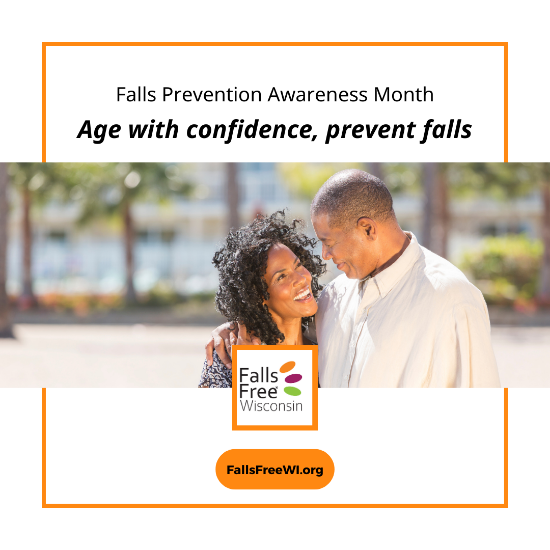 Falls Prevention Awareness Month
Age with confidence, prevent falls
Falls
Free
Wisconsin
FallsFreeWI.org